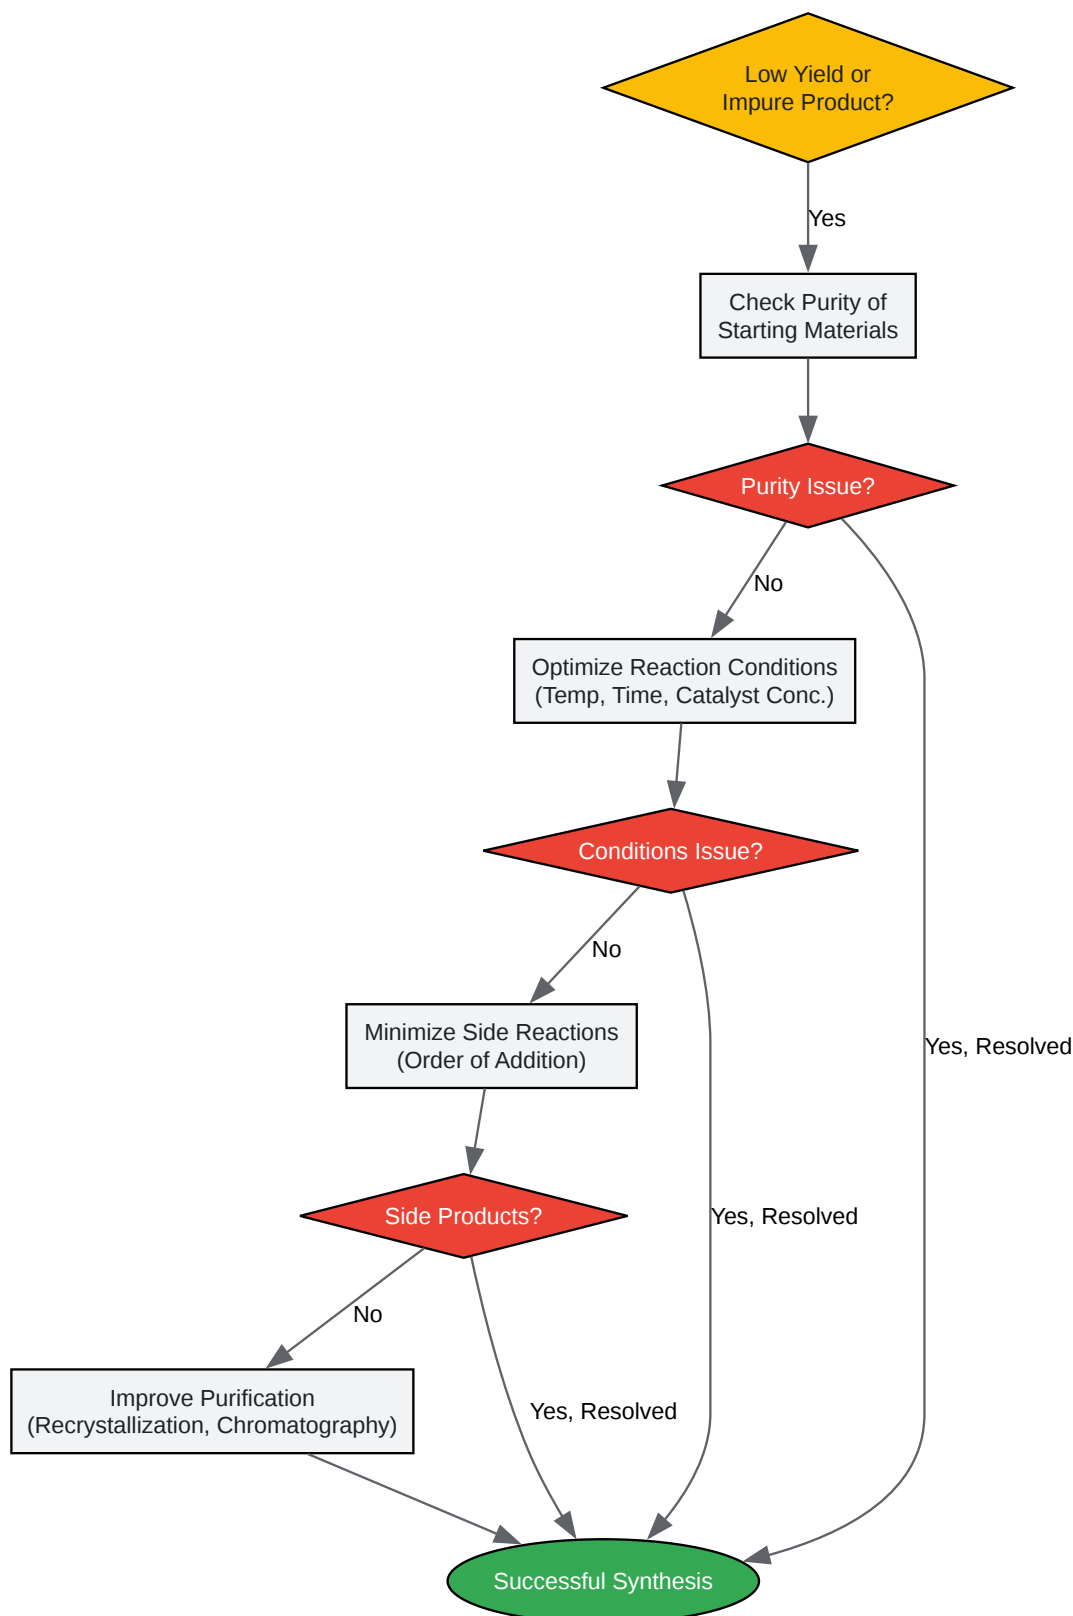 Low Yield or
Impure Product?
Yes
Check Purity of
Starting Materials
Purity Issue?
No
Optimize Reaction Conditions
(Temp, Time, Catalyst Conc.)
Conditions Issue?
No
Minimize Side Reactions
(Order of Addition)
Yes, Resolved
Side Products?
Yes, Resolved
No
Improve Purification
(Recrystallization, Chromatography)
Yes, Resolved
Successful Synthesis